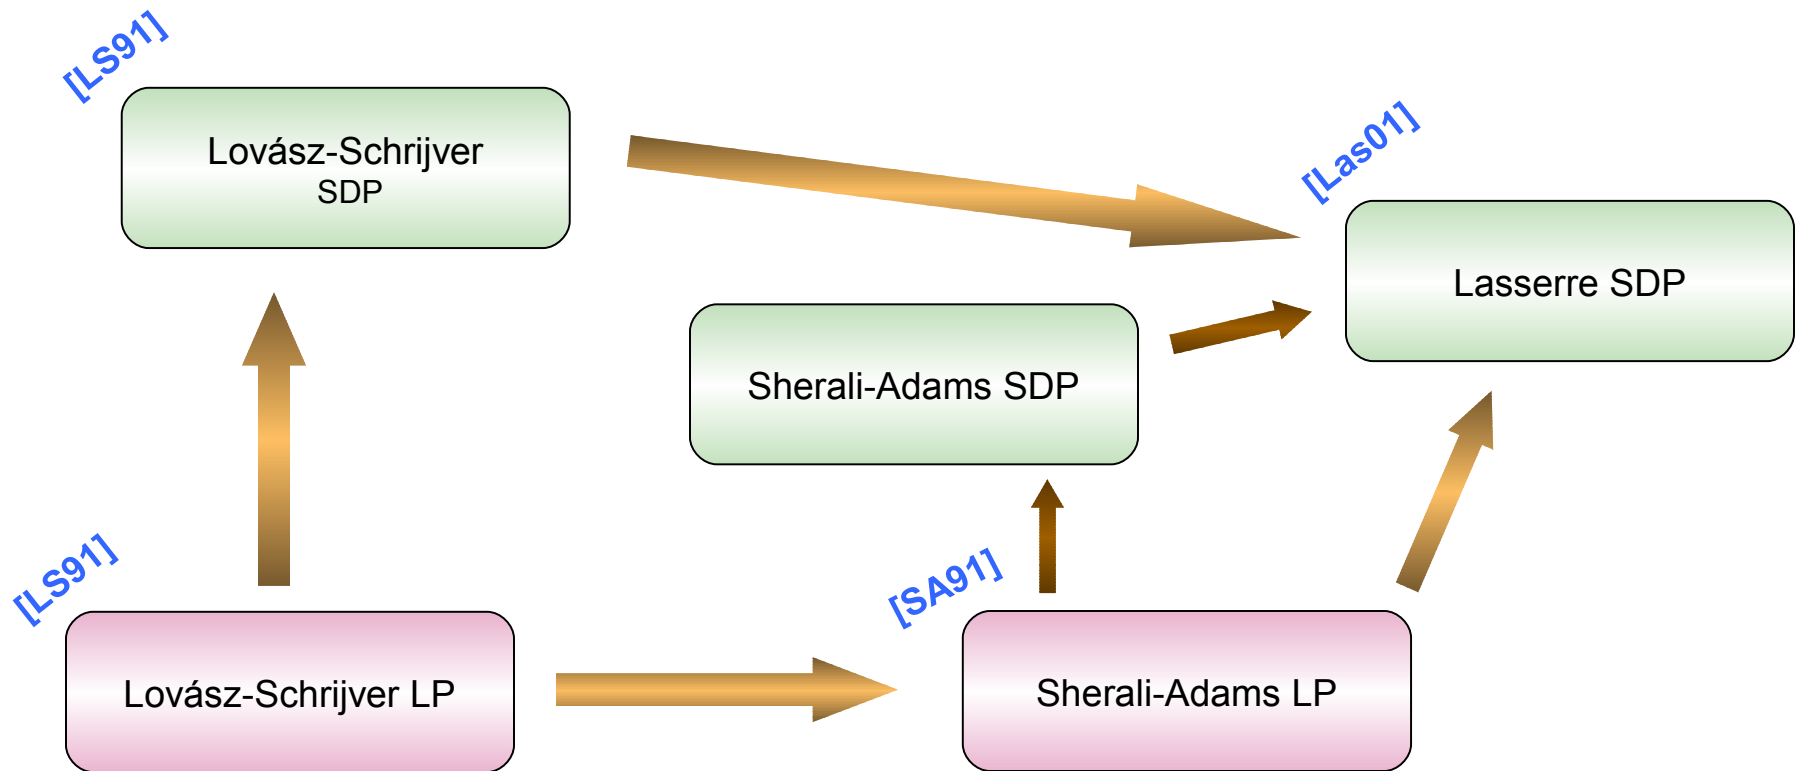 [LS91]
Lovász-Schrijver
SDP
[Las01]
Lasserre SDP
Sherali-Adams SDP
[LS91]
Lovász-Schrijver LP
[SA91]
Sherali-Adams LP